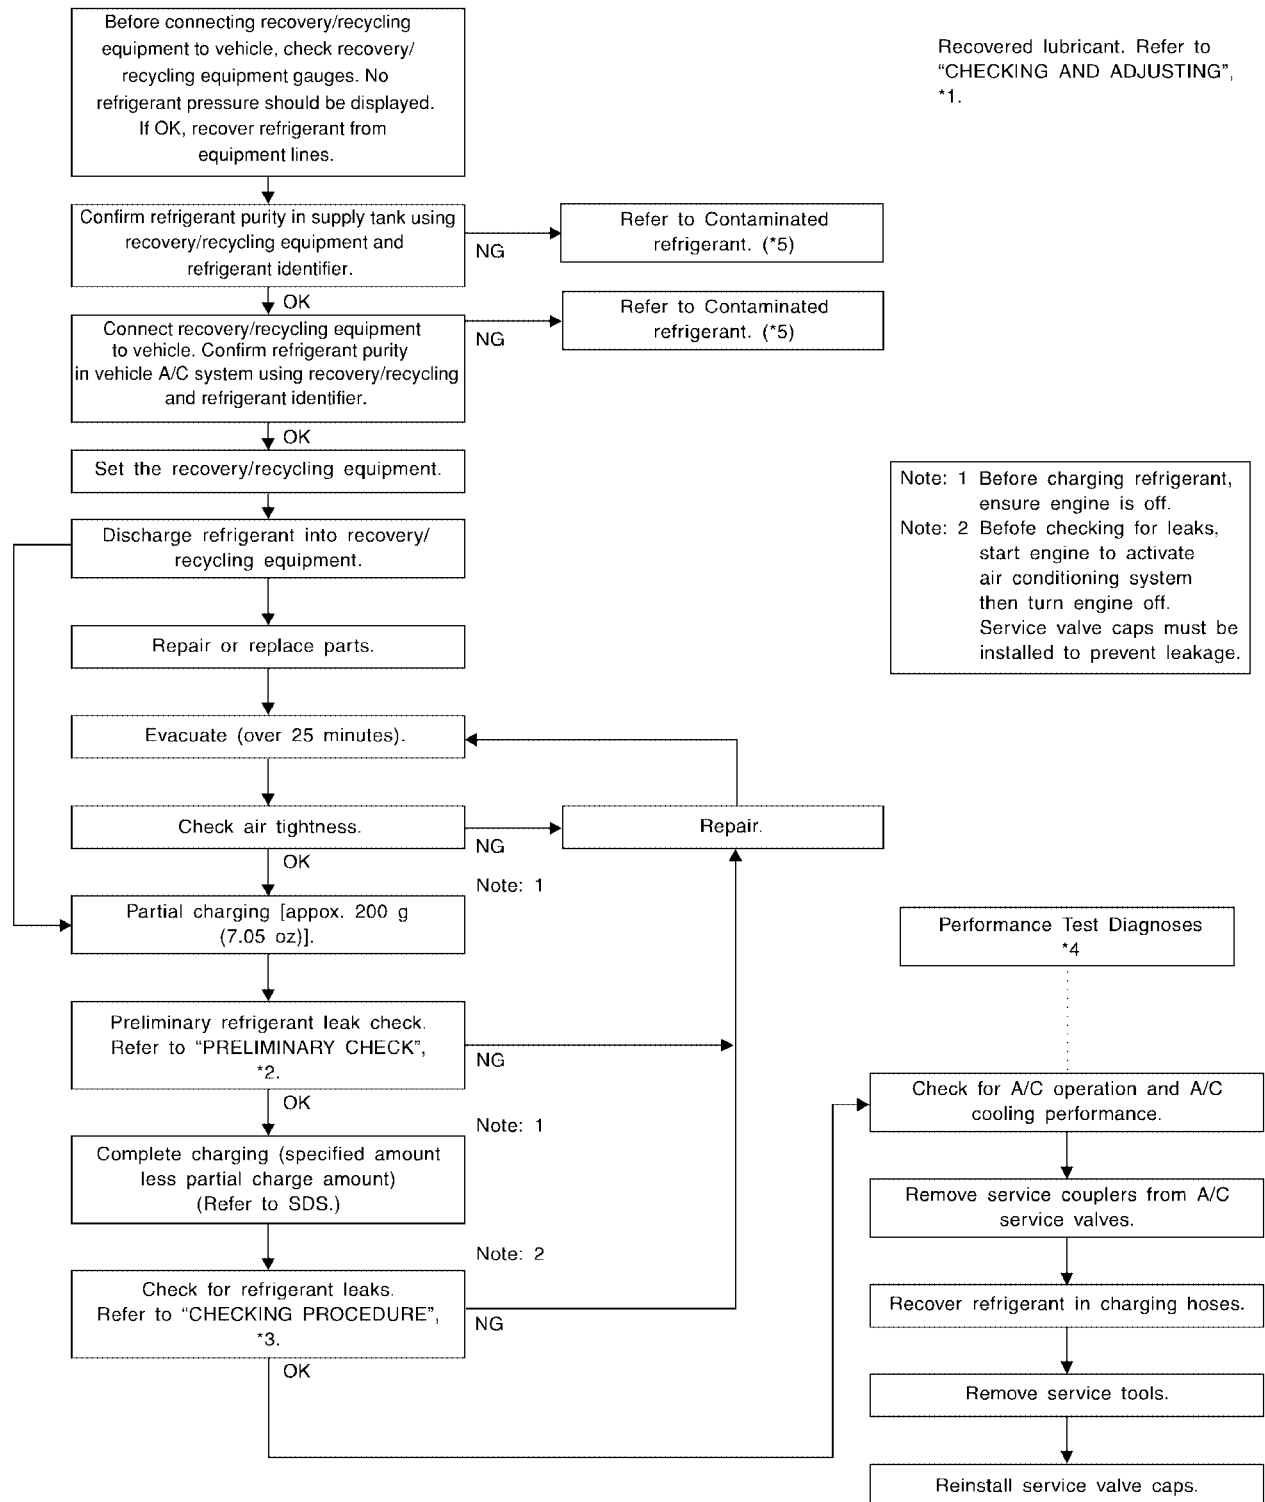 Before connecting recovery/recycling
equipment to vehicle, check recovery/
recycling equipment gauges. No
refrigerant pressure should be displayed.
If OK, recover refrigerant from
equipment lines.
Recovered lubricant. Refer to
“CHECKING AND ADJUSTING”,
*1.
Confirm refrigerant purity in supply tank using
recovery/recycling equipment and
refrigerant identifier.
NG
Refer to Contaminated
refrigerant. (*5)
OK
Connect recovery/recycling equipment
to vehicle. Confirm refrigerant purity
in vehicle A/C system using recovery/recycling
and refrigerant identifier.
NG
Refer to Contaminated
refrigerant. (*5)
OK
Set the recovery/recycling equipment.
Discharge refrigerant into recovery/
recycling equipment.
Note: 1 Before charging refrigerant,
ensure engine is off.
Note: 2 Befofe checking for leaks,
start engine to activate
air conditioning system
then turn engine off.
Service valve caps must be
installed to prevent leakage.
Repair or replace parts.
Evacuate (over 25 minutes).
Check air tightness.
NG
Repair.
OK
Note: 1
Partial charging [appox. 200 g
(7.05 oz)].
Preliminary refrigerant leak check.
Refer to “PRELIMINARY CHECK”,
*2.
NG
OK
Note: 1
Complete charging (specified amount
less partial charge amount)
(Refer to SDS.)
Note: 2
Check for refrigerant leaks.
Refer to “CHECKING PROCEDURE”,
*3.
NG
OK
Performance Test Diagnoses
*4
Check for A/C operation and A/C
cooling performance.
Remove service couplers from A/C
service valves.
Recover refrigerant in charging hoses.
Remove service tools.
Reinstall service valve caps.